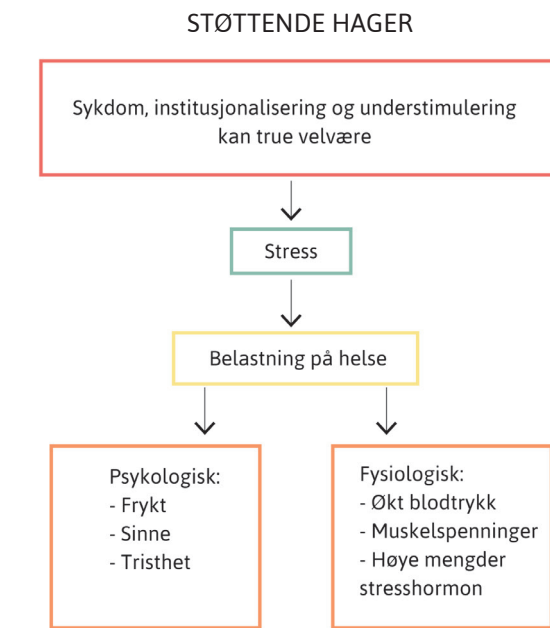 STØTTENDE HAGER
Sykdom, institusjonalisering og understimulering
kan true velvære
Stress
Belastning på helse
Psykologisk:
- Frykt
- Sinne
- Tristhet
Fysiologisk:
- Økt blodtrykk
- Muskelspenninger
- Høye mengder
stresshormon